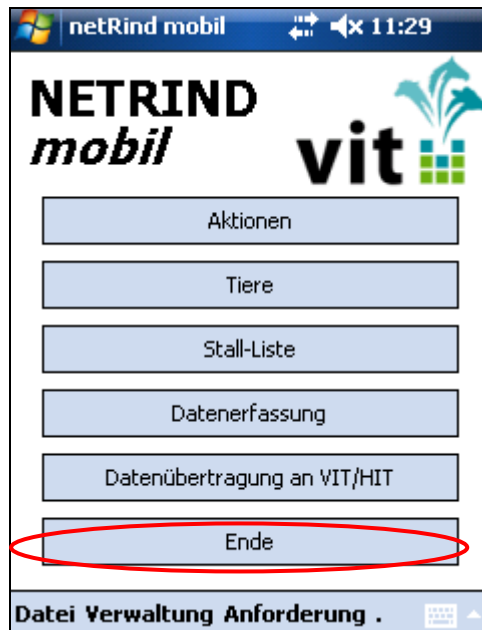 netRind mobil 11:29
NETRIND
mobil
vit
Aktionen
Tiere
Stall-Liste
Datenerfassung
Datenübertragung an VIT/HIT
Ende
Datei Verwaltung Anforderung .